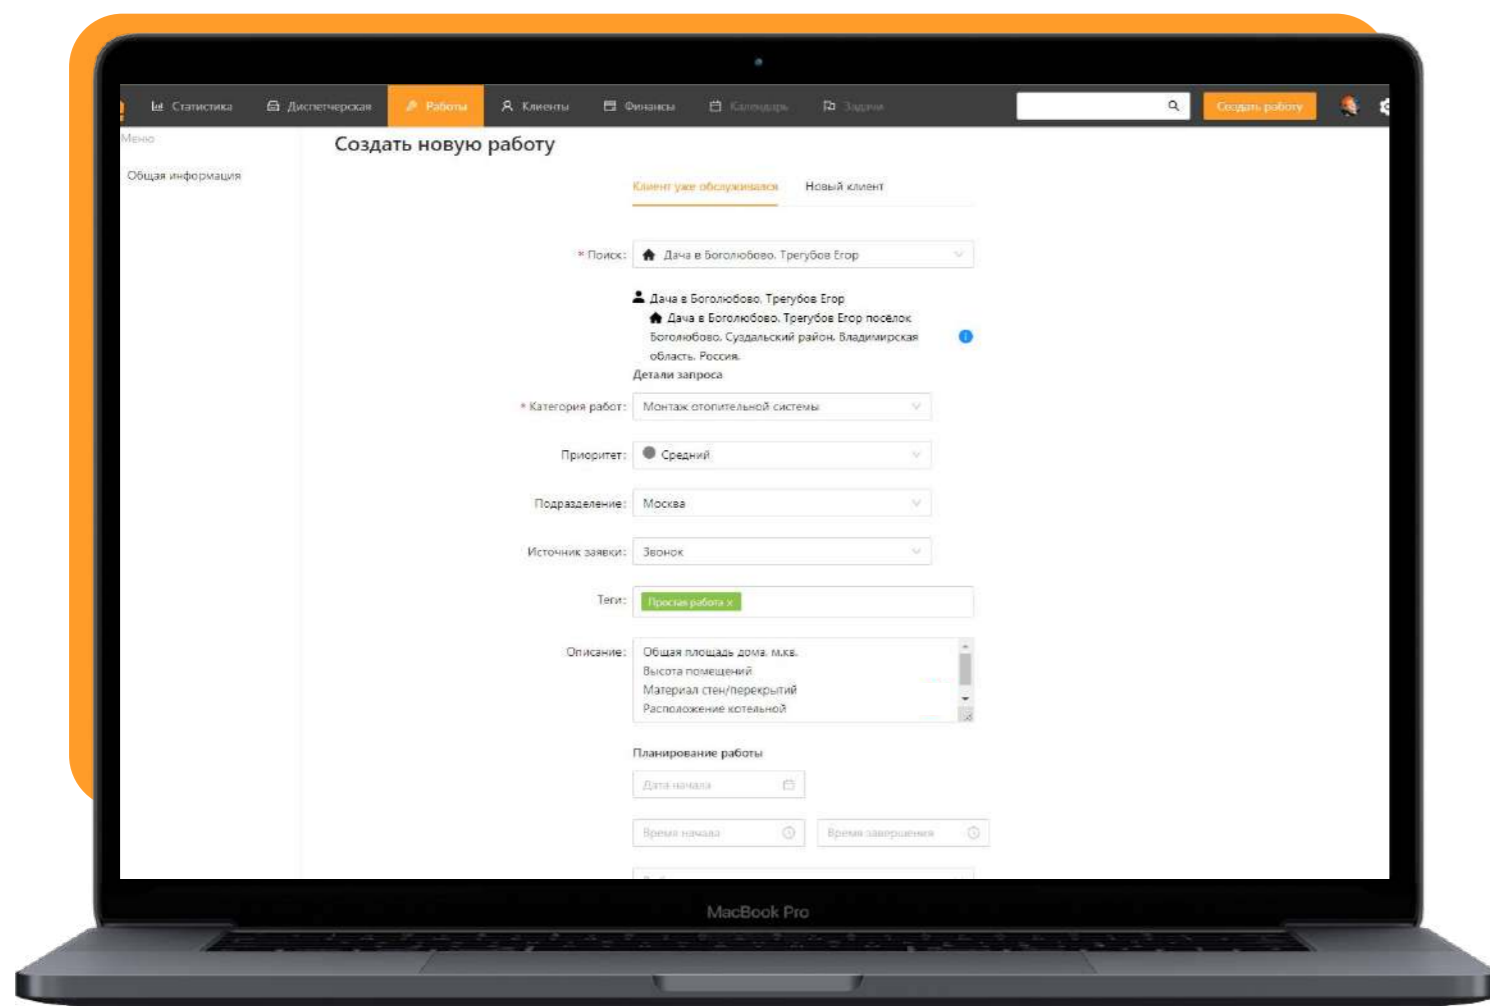 Статистика
Диспетчерская
Работы
Клиенты
Финансы
Календарь
Задачи
Создать работу
Меню
Общая информация
Создать новую работу
Клиент уже обслуживался
Новый клиент
* Поиск:
Дача в Боголюбово. Трегубов Егор
Дача в Боголюбово. Трегубов Егор
Дача в Боголюбово. Трегубов Егор посёлок
Боголюбово, Суздальский район, Владимирская
область, Россия.
Детали запроса
* Категория работ:
Монтаж отопительной системы
Приоритет:
Средний
Подразделение:
Москва
Источник заявки:
Звонок
Теги:
Простая работа ×
Описание:
Общая площадь дома, м.кв.
Высота помещений
Материал стен/перекрытий
Расположение котельной
Планирование работы
Дата начала
Время начала
Время завершения
MacBook Pro